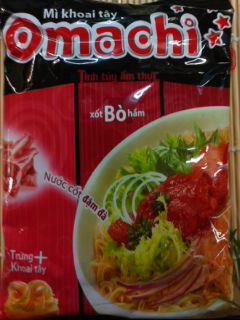 Mì khoai tây
Omachi
Tinh túy ẩm thực
xốt Bò hầm
Nước cốt đậm đà
Trứng +
Khoai tây